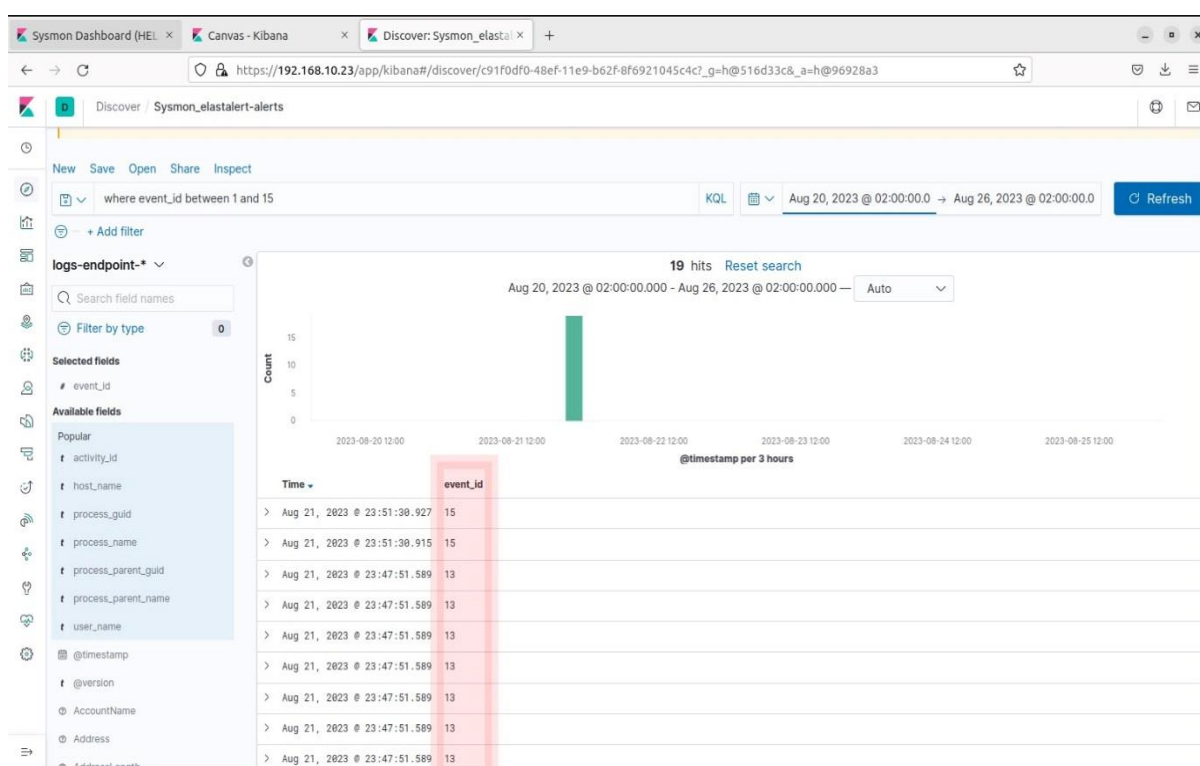 Sysmon Dashboard (HEL × Canvas - Kibana × Discover: Sysmon_elastal × +
https://192.168.10.23/app/kibana#/discover/c91f0df0-48ef-11e9-b62f-8f6921045c4c?_g=h@516d33c&_a=h@96928a3
D Discover / Sysmon_elastalert-alerts
New Save Open Share Inspect
where event_id between 1 and 15 KQL Aug 20, 2023 @ 02:00:00.0 → Aug 26, 2023 @ 02:00:00.0 Refresh
+ Add filter
logs-endpoint-*
Search field names
Filter by type 0
Selected fields
# event_id
Available fields
Popular
t activity_id
t host_name
t process_guid
t process_name
t process_parent_guid
t process_parent_name
t user_name
@timestamp
t @version
AccountName
Address
19 hits Reset search
Aug 20, 2023 @ 02:00:00.000 - Aug 26, 2023 @ 02:00:00.000 — Auto
Count
15
10
5
0
2023-08-20 12:00 2023-08-21 12:00 2023-08-22 12:00 2023-08-23 12:00 2023-08-24 12:00 2023-08-25 12:00
@timestamp per 3 hours
Time event_id
> Aug 21, 2023 @ 23:51:30.927 15
> Aug 21, 2023 @ 23:51:30.915 15
> Aug 21, 2023 @ 23:47:51.589 13
> Aug 21, 2023 @ 23:47:51.589 13
> Aug 21, 2023 @ 23:47:51.589 13
> Aug 21, 2023 @ 23:47:51.589 13
> Aug 21, 2023 @ 23:47:51.589 13
> Aug 21, 2023 @ 23:47:51.589 13
> Aug 21, 2023 @ 23:47:51.589 13